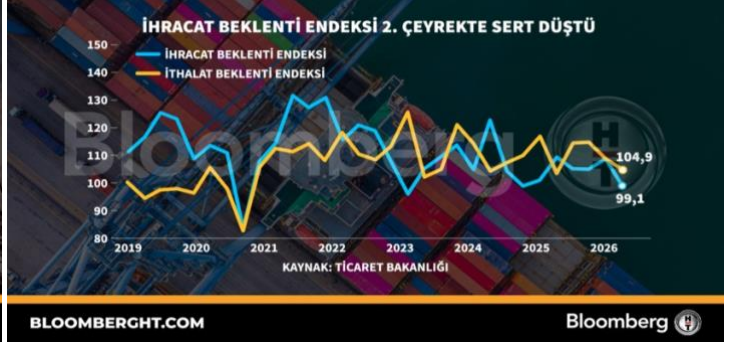 İHRACAT BEKLENTİ ENDEKSİ 2. ÇEYREKTE SERT DÜŞTÜ
150
İHRACAT BEKLENTİ ENDEKSİ
140
İTHALAT BEKLENTİ ENDEKSİ
130
120
Bloomberg HT
110
104,9
100
99,1
90
80
2019 2020 2021 2022 2023 2024 2025 2026
KAYNAK: TİCARET BAKANLIĞI
BLOOMBERGHT.COM
Bloomberg HT